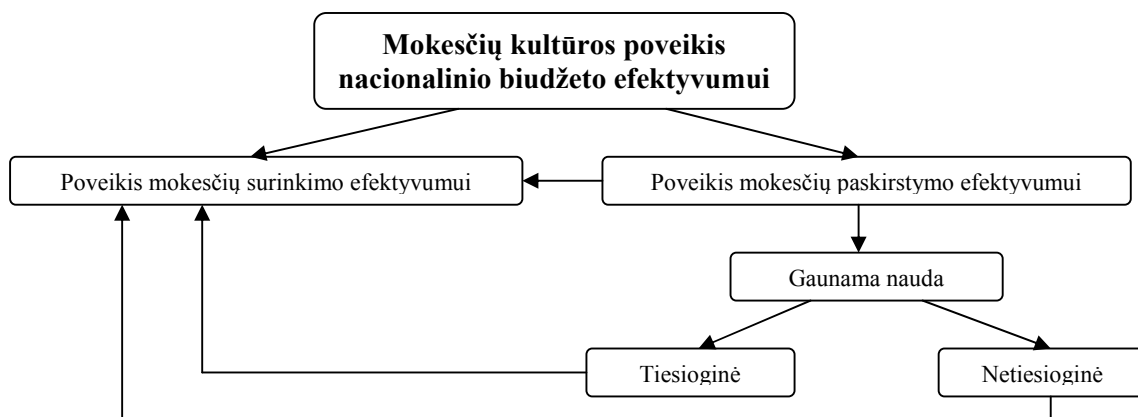 Mokesčių kultūros poveikis
nacionalinio biudžeto efektyvumui
Poveikis mokesčių surinkimo efektyvumui
Poveikis mokesčių paskirstymo efektyvumui
Gaunama nauda
Tiesioginė
Netiesioginė